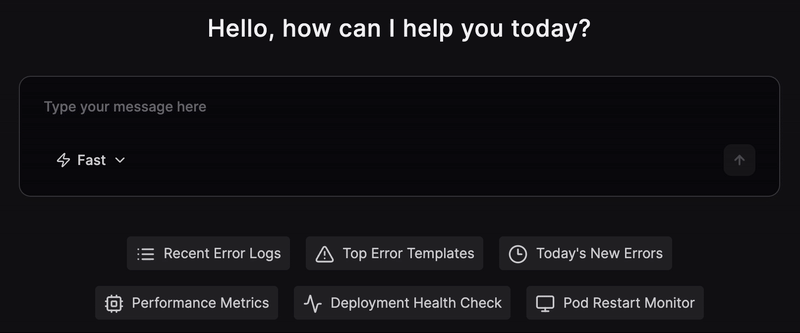 Hello, how can I help you today?
Type your message here
Fast
Recent Error Logs
Top Error Templates
Today's New Errors
Performance Metrics
Deployment Health Check
Pod Restart Monitor